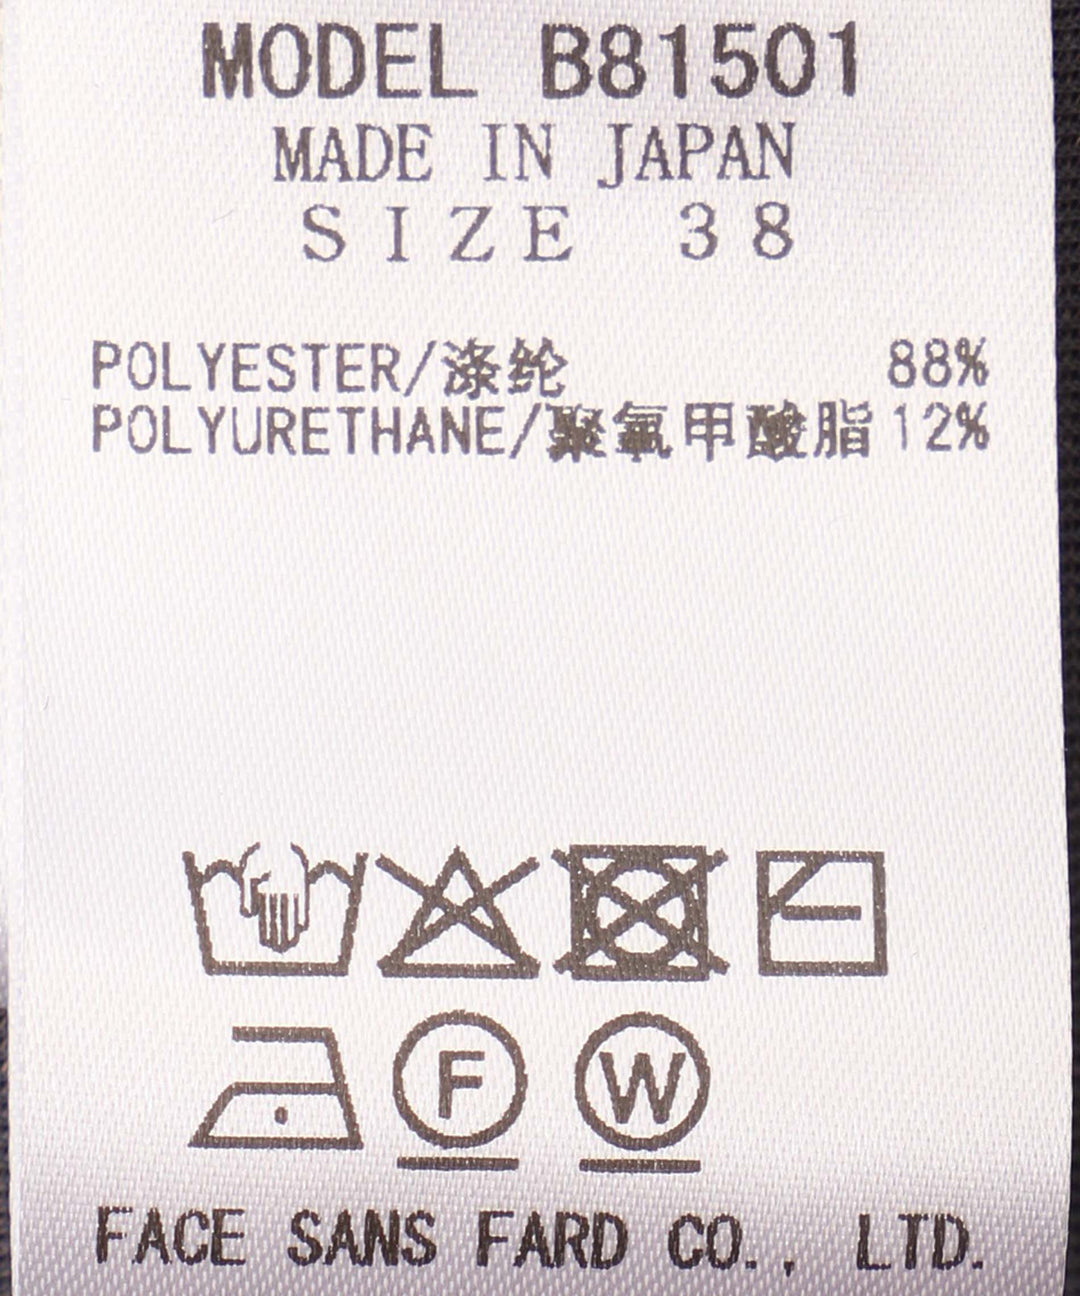 MODEL B81501
MADE IN JAPAN
SIZE 38
POLYESTER/涤纶 88%
POLYURETHANE/聚氨甲酸脂 12%
F W
FACE SANS FARD CO., LTD.